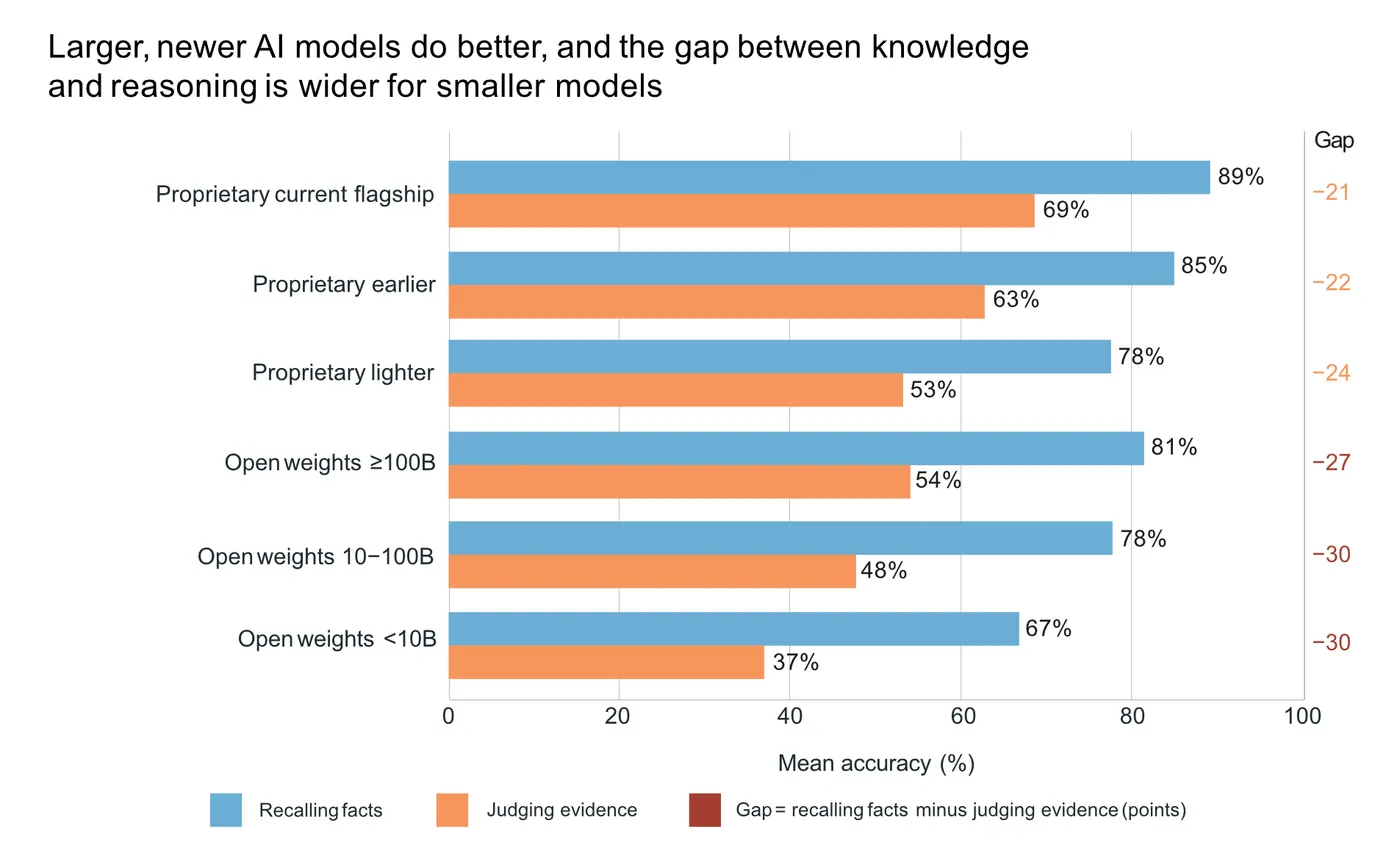 Larger, newer AI models do better, and the gap between knowledge
and reasoning is wider for smaller models
Gap
Proprietary current flagship
89%
69%
−21
Proprietary earlier
85%
63%
−22
Proprietary lighter
78%
53%
−24
Open weights ≥100B
81%
54%
−27
Open weights 10−100B
78%
48%
−30
Open weights <10B
67%
37%
−30
0 20 40 60 80 100
Mean accuracy (%)
Recalling facts
Judging evidence
Gap = recalling facts minus judging evidence (points)